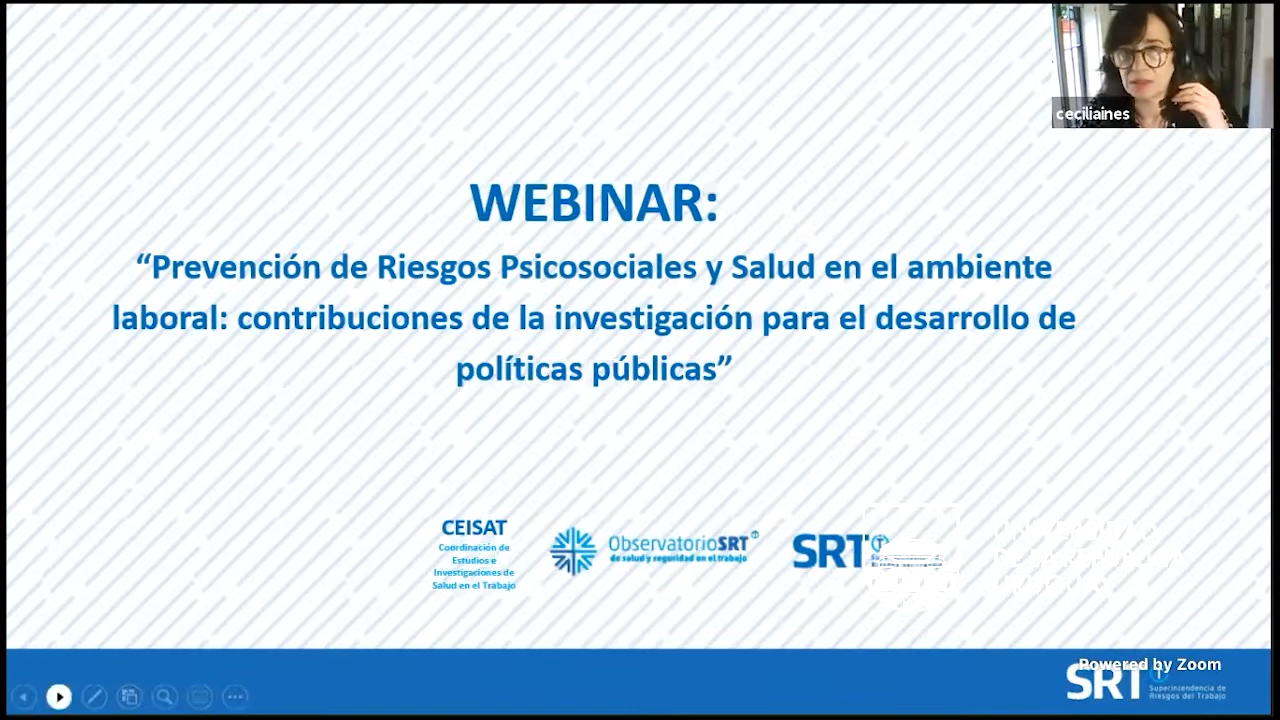 ceciliaines
WEBINAR:
“Prevención de Riesgos Psicosociales y Salud en el ambiente
laboral: contribuciones de la investigación para el desarrollo de
políticas públicas”
CEISAT
Coordinación de
Estudios e
Investigaciones de
Salud en el Trabajo
ObservatorioSRT
de salud y seguridad en el trabajo
SRT
Powered by Zoom
SRT
Superintendencia de
Riesgos del Trabajo